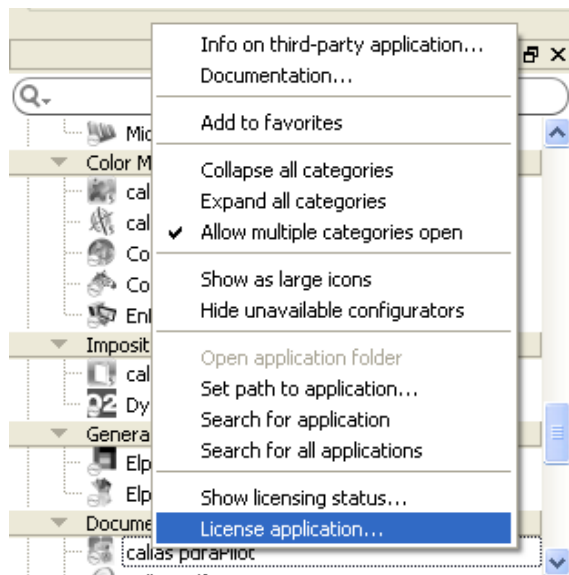 Info on third-party application...
Documentation...
Add to favorites
Mic
Color M
Collapse all categories
cal
Expand all categories
cal
Allow multiple categories open
Co
Co
Show as large icons
Enl
Hide unavailable configurators
Imposit
Open application folder
cal
Set path to application...
Dy
Search for application
Genera
Search for all applications
Elp
Elp
Show licensing status...
Docume
License application...
callas pdfaPilot